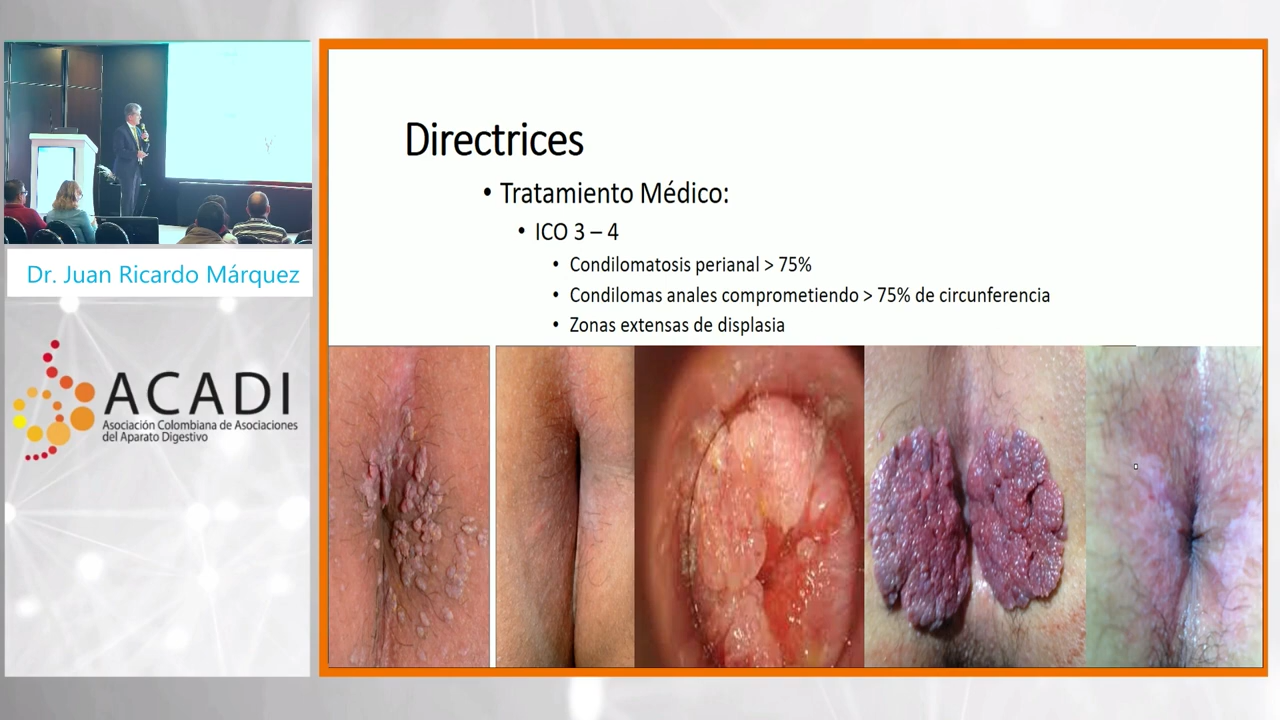 Directrices
• Tratamiento Médico:
• ICO 3 – 4
• Condilomatosis perianal > 75%
• Condilomas anales comprometiendo > 75% de circunferencia
• Zonas extensas de displasia
Dr. Juan Ricardo Márquez
ACADI
Asociación Colombiana de Asociaciones
del Aparato Digestivo